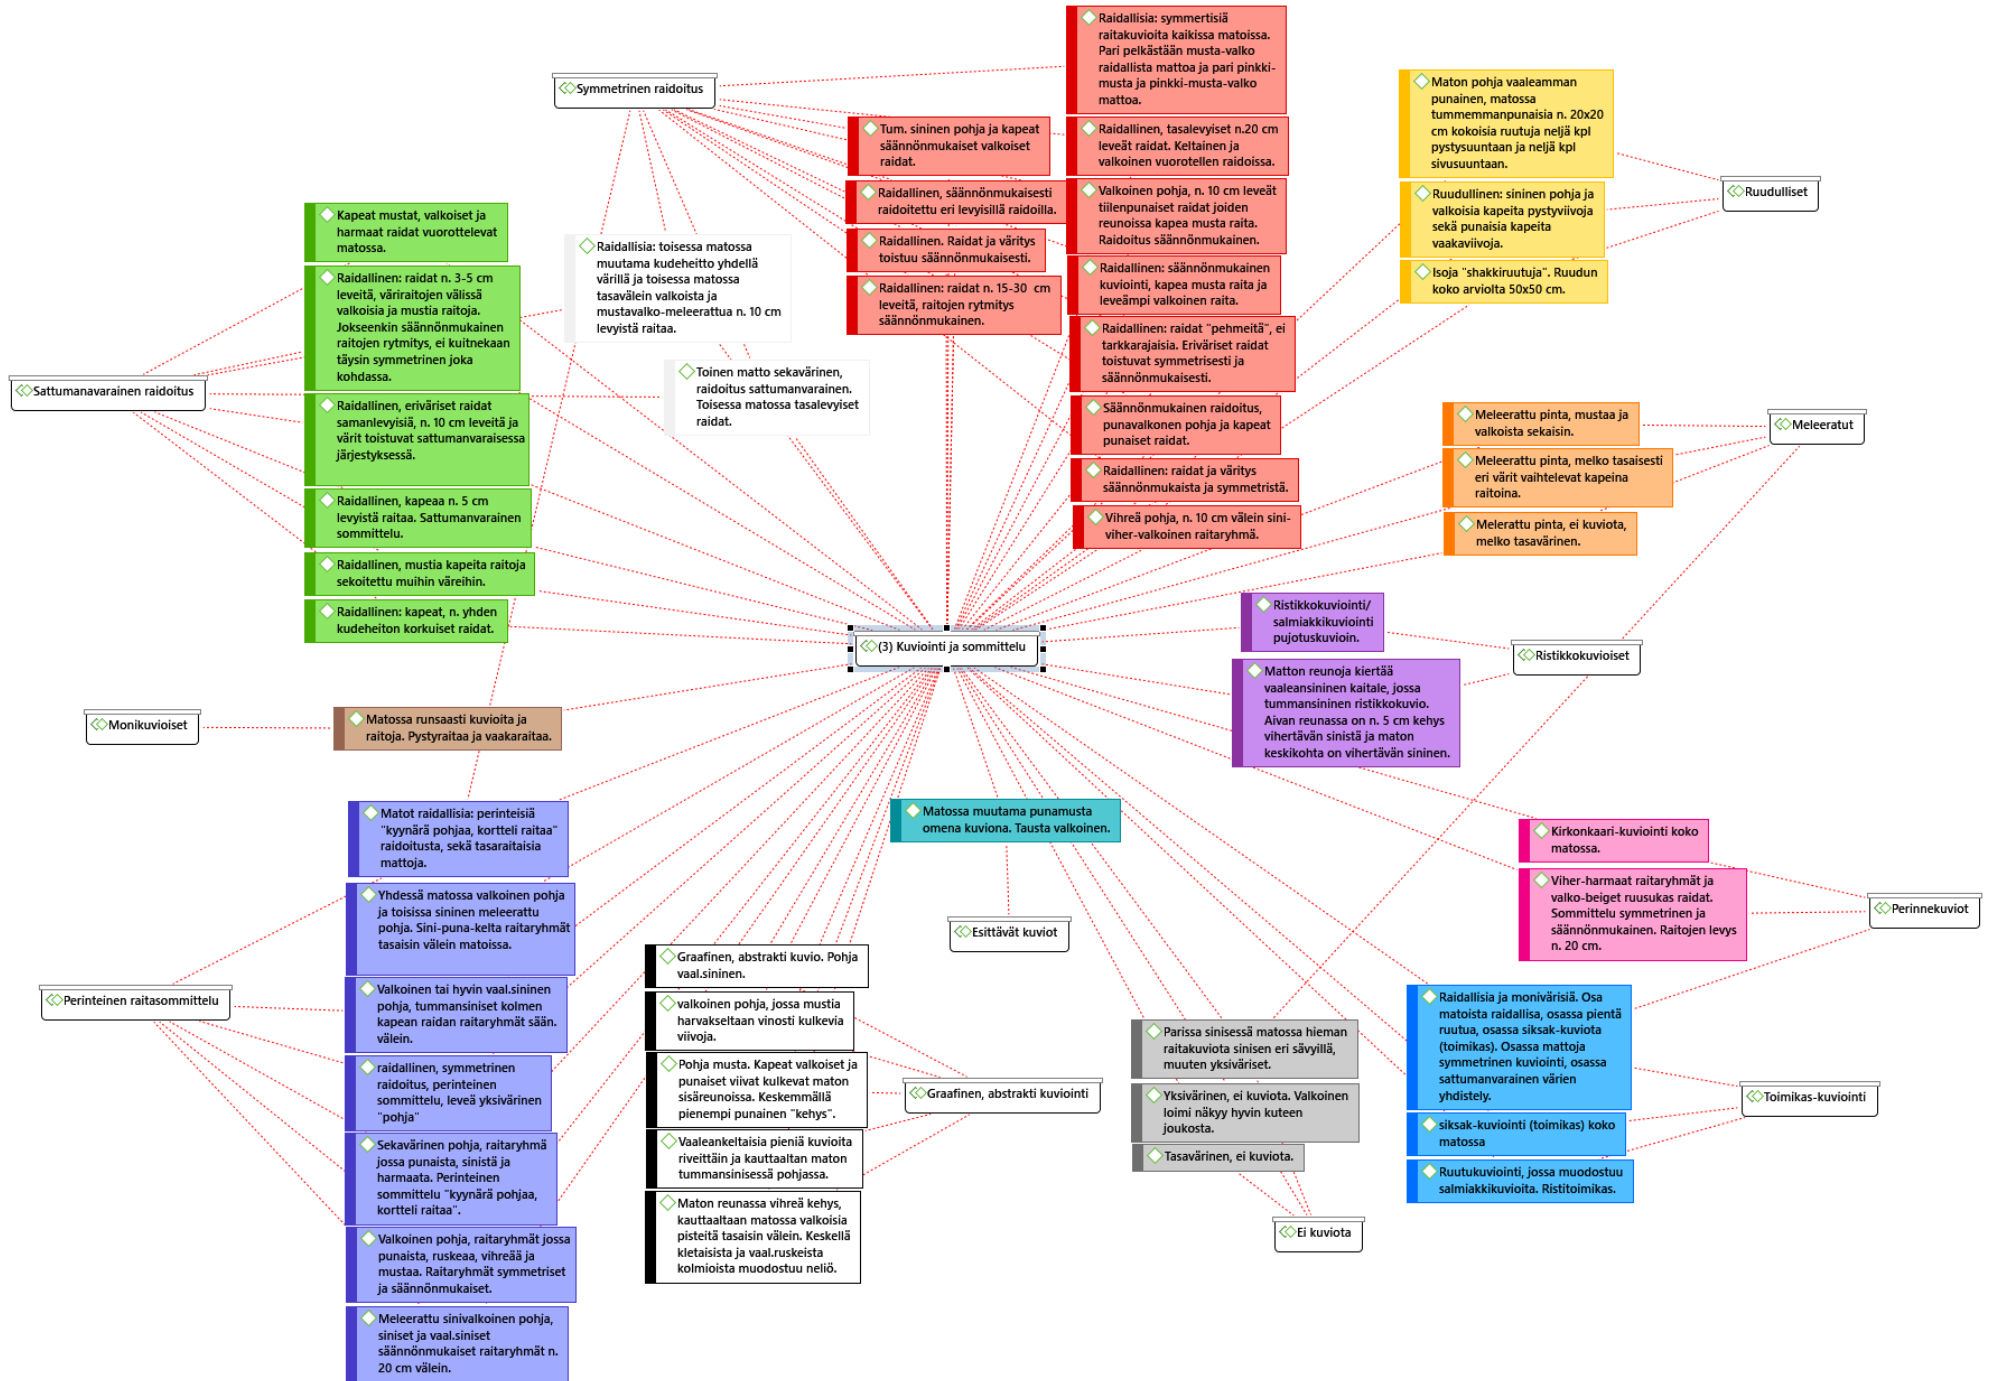 Symmetrinen raidoitus
Raidallisia: symmertisiä
raitakuvioita kaikissa matoissa.
Pari pelkästään musta-valko
raidallista mattoa ja pari pinkki-
musta ja pinkki-musta-valko
mattoa.
Tum. sininen pohja ja kapeat
säännönmukaiset valkoiset
raidat.
Raidallinen, tasalevyiset n.20 cm
leveät raidat. Keltainen ja
valkoinen vuorotellen raidoissa.
Raidallinen, säännönmukaisesti
raidoitettu eri levyisillä raidoilla.
Valkoinen pohja, n. 10 cm leveät
tiilenpunaiset raidat joiden
reunoissa kapea musta raita.
Raidoitus säännönmukainen.
Raidallinen. Raidat ja väritys
toistuu säännönmukaisesti.
Raidallinen: säännönmukainen
kuviointi, kapea musta raita ja
leveämpi valkoinen raita.
Raidallinen: raidat n. 15-30 cm
leveitä, raitojen rytmitys
säännönmukainen.
Raidallinen: raidat "pehmeitä", ei
tarkkarajaisia. Eriväriset raidat
toistuvat symmetrisesti ja
säännönmukaisesti.
Säännönmukainen raidoitus,
punavalkonen pohja ja kapeat
punaiset raidat.
Raidallinen: raidat ja väritys
säännönmukaista ja symmetristä.
Vihreä pohja, n. 10 cm välein sini-
viher-valkoinen raitaryhmä.
Maton pohja vaaleamman
punainen, matossa
tummemmanpunaisia n. 20x20
cm kokoisia ruutuja neljä kpl
pystysuuntaan ja neljä kpl
sivusuuntaan.
Ruudullinen: sininen pohja ja
valkoisia kapeita pystyviivoja
sekä punaisia kapeita
vaakaviivoja.
Isoja "shakkiruutuja". Ruudun
koko arviolta 50x50 cm.
Ruudulliset
Kapeat mustat, valkoiset ja
harmaat raidat vuorottelevat
matossa.
Raidallinen: raidat n. 3-5 cm
leveitä, väriraitojen välissä
valkoisia ja mustia raitoja.
Jokseenkin säännönmukainen
raitojen rytmitys, ei kuitnekaan
täysin symmetrinen joka
kohdassa.
Raidallinen, eriväriset raidat
samanlevyisiä, n. 10 cm leveitä ja
värit toistuvat sattumanvaraisessa
järjestyksessä.
Raidallinen, kapeaa n. 5 cm
levyistä raitaa. Sattumanvarainen
sommittelu.
Raidallinen, mustia kapeita raitoja
sekoitettu muihin väreihin.
Raidallinen: kapeat, n. yhden
kudeheiton korkuiset raidat.
Sattumanavarainen raidoitus
Raidallisia: toisessa matossa
muutama kudeheitto yhdellä
värillä ja toisessa matossa
tasavälein valkoista ja
mustavalko-meleerattua n. 10 cm
levyistä raitaa.
Toinen matto sekavärinen,
raidoitus sattumanvarainen.
Toisessa matossa tasalevyiset
raidat.
Meleerattu pinta, mustaa ja
valkoista sekaisin.
Meleerattu pinta, melko tasaisesti
eri värit vaihtelevat kapeina
raitoina.
Melerattu pinta, ei kuviota,
melko tasavärinen.
Meleeratut
(3) Kuviointi ja sommittelu
Ristikkokuviointi/
salmiakkikuviointi
pujotuskuvioin.
Matton reunoja kiertää
vaaleansininen kaitale, jossa
tummansininen ristikkokuvio.
Aivan reunassa on n. 5 cm kehys
vihertävän sinistä ja maton
keskikohta on vihertävän sininen.
Ristikkokuvioiset
Monikuvioiset
Matossa runsaasti kuvioita ja
raitoja. Pystyraitaa ja vaakaraitaa.
Matot raidallisia: perinteisiä
"kyynärä pohjaa, kortteli raitaa"
raidoitusta, sekä tasaraitaisia
mattoja.
Yhdessä matossa valkoinen pohja
ja toisissa sininen meleerattu
pohja. Sini-puna-kelta raitaryhmät
tasaisin välein matoissa.
Valkoinen tai hyvin vaal.sininen
pohja, tummansiniset kolmen
kapean raidan raitaryhmät sään.
välein.
raidallinen, symmetrinen
raidoitus, perinteinen
sommittelu, leveä yksivärinen
"pohja"
Sekavärinen pohja, raitaryhmä
jossa punaista, sinistä ja
harmaata. Perinteinen
sommittelu "kyynärä pohjaa,
kortteli raitaa".
Valkoinen pohja, raitaryhmät jossa
punaista, ruskeaa, vihreää ja
mustaa. Raitaryhmät symmetriset
ja säännönmukaiset.
Meleerattu sinivalkoinen pohja,
siniset ja vaal.siniset
säännönmukaiset raitaryhmät n.
20 cm välein.
Perinteinen raitasommittelu
Matossa muutama punamusta
omena kuviona. Tausta valkoinen.
Esittävät kuviot
Graafinen, abstrakti kuvio. Pohja
vaal.sininen.
valkoinen pohja, jossa mustia
harvakseltaan vinosti kulkevia
viivoja.
Pohja musta. Kapeat valkoiset ja
punaiset viivat kulkevat maton
sisäreunoissa. Keskemmällä
pienempi punainen "kehys".
Vaaleankeltaisia pieniä kuvioita
riveittäin ja kauttaaltan maton
tummansinisessä pohjassa.
Maton reunassa vihreä kehys,
kauttaaltaan matossa valkoisia
pisteitä tasaisin välein. Keskellä
kletaisista ja vaal.ruskeista
kolmioista muodostuu neliö.
Graafinen, abstrakti kuviointi
Kirkonkaari-kuviointi koko
matossa.
Viher-harmaat raitaryhmät ja
valko-beiget ruusukas raidat.
Sommittelu symmetrinen ja
säännönmukainen. Raitojen levys
n. 20 cm.
Perinnekuviot
Parissa sinisessä matossa hieman
raitakuviota sinisen eri sävyillä,
muuten yksiväriset.
Yksivärinen, ei kuviota. Valkoinen
loimi näkyy hyvin kuteen
joukosta.
Tasavärinen, ei kuviota.
Ei kuviota
Raidallisia ja monivärisiä. Osa
matoista raidallisa, osassa pientä
ruutua, osassa siksak-kuviota
(toimikas). Osassa mattoja
symmetrinen kuviointi, osassa
sattumanvarainen värien
yhdistely.
siksak-kuviointi (toimikas) koko
matossa
Ruutukuviointi, jossa muodostuu
salmiakkikuvioita. Ristitoimikas.
Toimikas-kuviointi